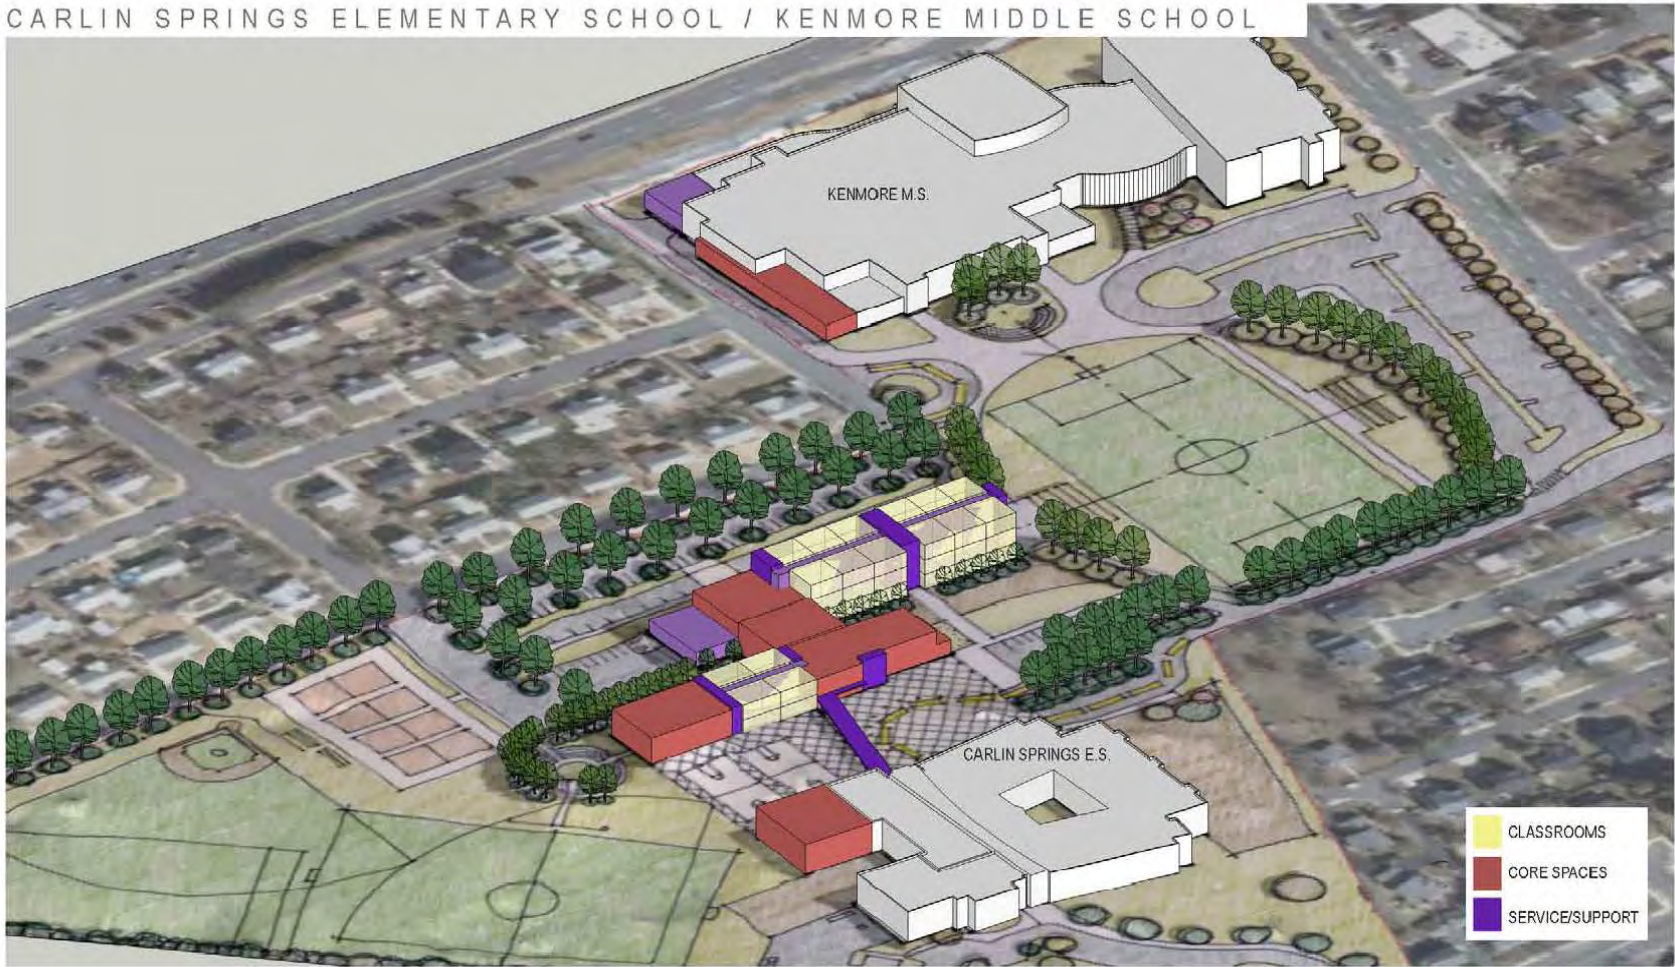 CARLIN SPRINGS ELEMENTARY SCHOOL / KENMORE MIDDLE SCHOOL
KENMORE M.S.
CARLIN SPRINGS E.S.
CLASSROOMS
CORE SPACES
SERVICE/SUPPORT